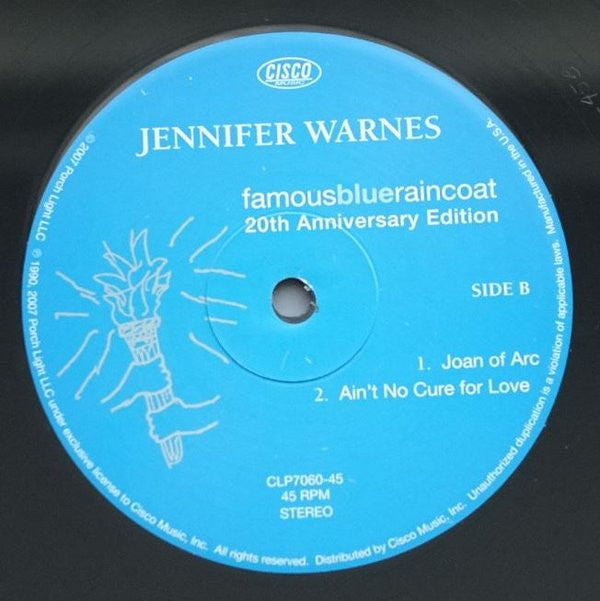 CISCO
MUSIC
JENNIFER WARNES
famousblueraincoat
20th Anniversary Edition
SIDE B
1. Joan of Arc
2. Ain't No Cure for Love
CLP7060-45
45 RPM
STEREO
©2007 Porch Light LLC ℗ 1990, 2007 Porch Light LLC under exclusive license to Cisco Music, Inc. All rights reserved. Distributed by Cisco Music, Inc. Unauthorized duplication is a violation of applicable laws. Manufactured in the U.S.A.